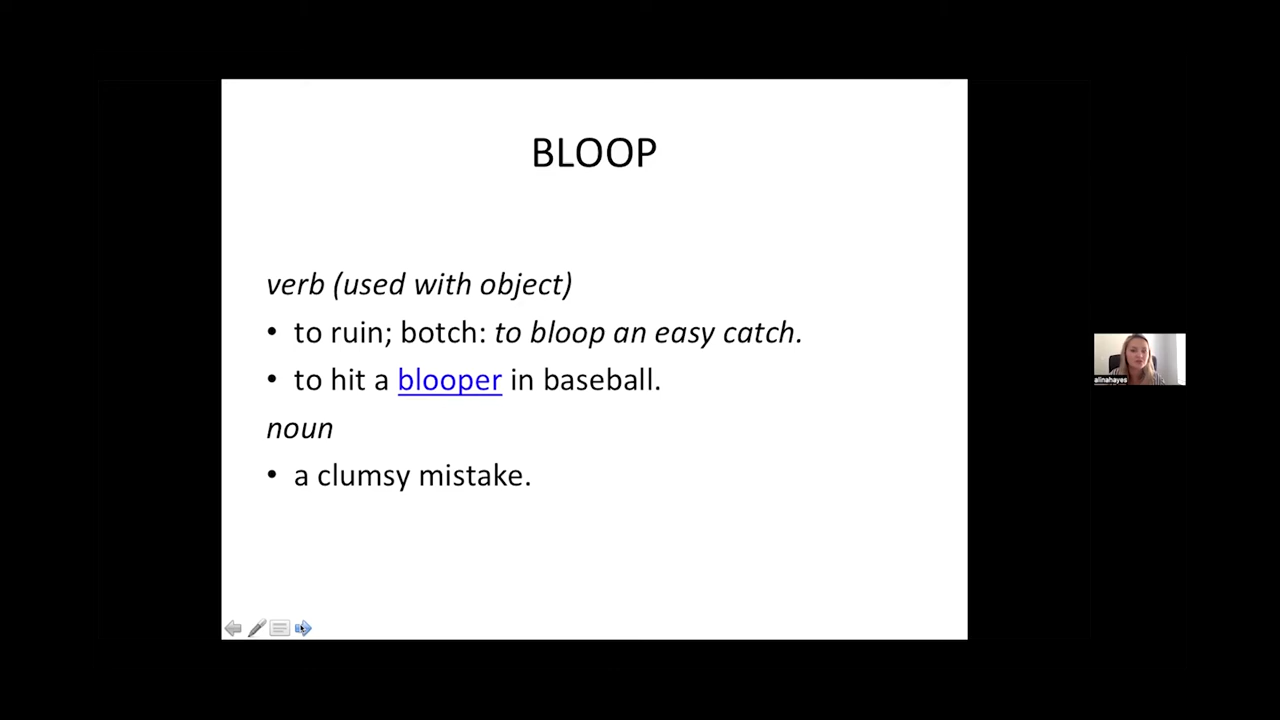 BLOOP
verb (used with object)
• to ruin; botch: to bloop an easy catch.
• to hit a blooper in baseball.
noun
• a clumsy mistake.
alinahayes